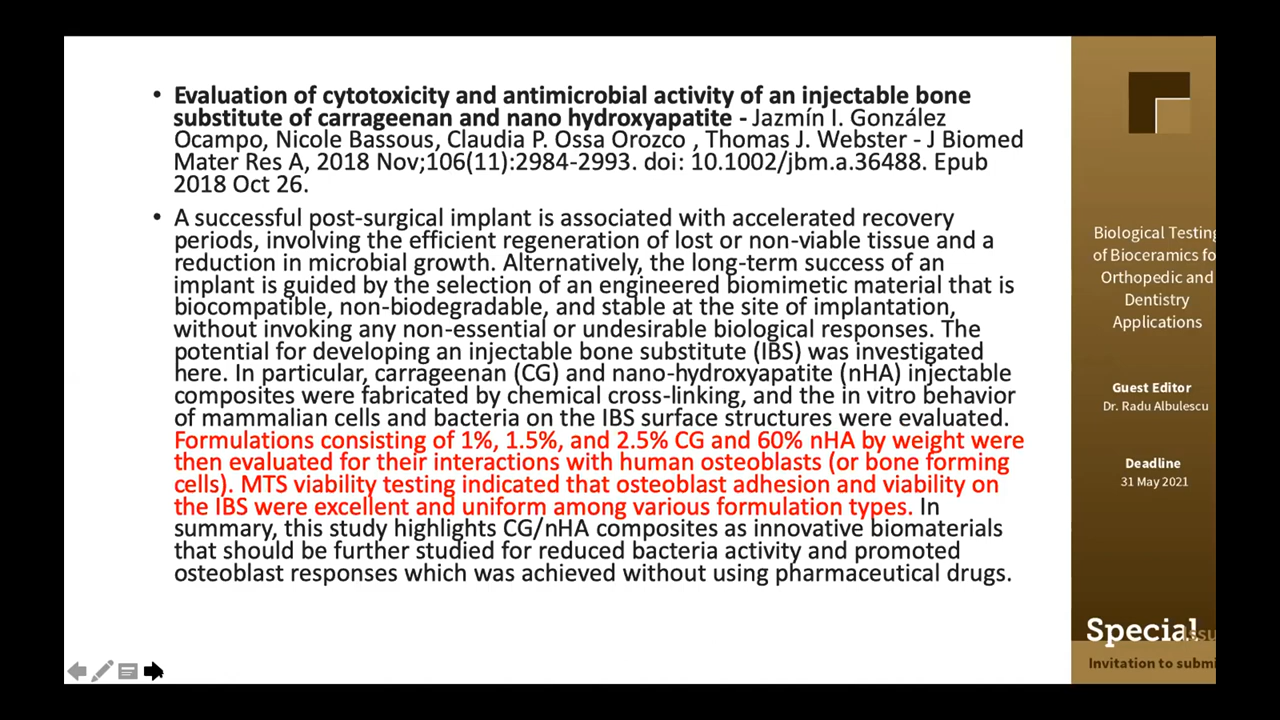 • Evaluation of cytotoxicity and antimicrobial activity of an injectable bone
substitute of carrageenan and nano hydroxyapatite - Jazmín I. González
Ocampo, Nicole Bassous, Claudia P. Ossa Orozco , Thomas J. Webster - J Biomed
Mater Res A, 2018 Nov;106(11):2984-2993. doi: 10.1002/jbm.a.36488. Epub
2018 Oct 26.
• A successful post-surgical implant is associated with accelerated recovery
periods, involving the efficient regeneration of lost or non-viable tissue and a
reduction in microbial growth. Alternatively, the long-term success of an
implant is guided by the selection of an engineered biomimetic material that is
biocompatible, non-biodegradable, and stable at the site of implantation,
without invoking any non-essential or undesirable biological responses. The
potential for developing an injectable bone substitute (IBS) was investigated
here. In particular, carrageenan (CG) and nano-hydroxyapatite (nHA) injectable
composites were fabricated by chemical cross-linking, and the in vitro behavior
of mammalian cells and bacteria on the IBS surface structures were evaluated.
Formulations consisting of 1%, 1.5%, and 2.5% CG and 60% nHA by weight were
then evaluated for their interactions with human osteoblasts (or bone forming
cells). MTS viability testing indicated that osteoblast adhesion and viability on
the IBS were excellent and uniform among various formulation types. In
summary, this study highlights CG/nHA composites as innovative biomaterials
that should be further studied for reduced bacteria activity and promoted
osteoblast responses which was achieved without using pharmaceutical drugs.
Biological Testing
of Bioceramics fo
Orthopedic and
Dentistry
Applications
Guest Editor
Dr. Radu Albulescu
Deadline
31 May 2021
Special Issu
Invitation to submi